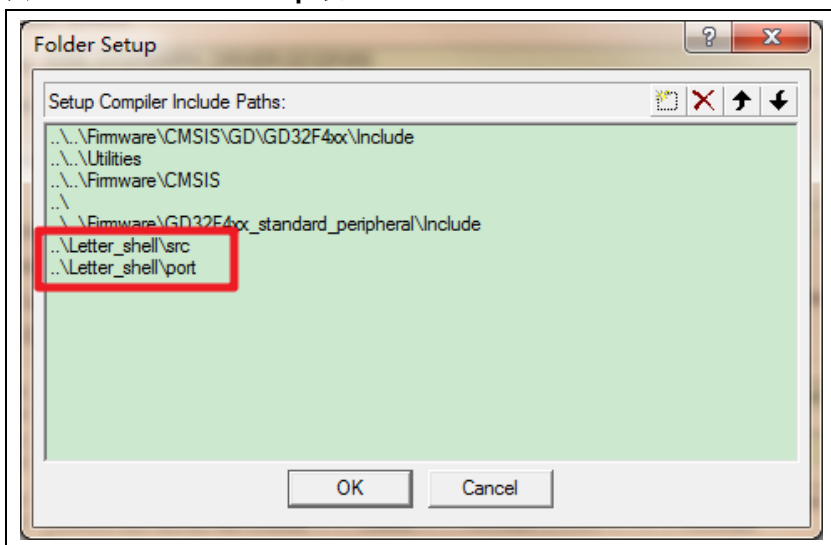 Folder Setup
Setup Compiler Include Paths:
..\..\Firmware\CMSIS\GD\GD32F4xx\Include
..\..\Utilities
..\..\Firmware\CMSIS
..\
..\..\Firmware\GD32F4xx_standard_peripheral\Include
..\Letter_shell\src
..\Letter_shell\port
OK
Cancel